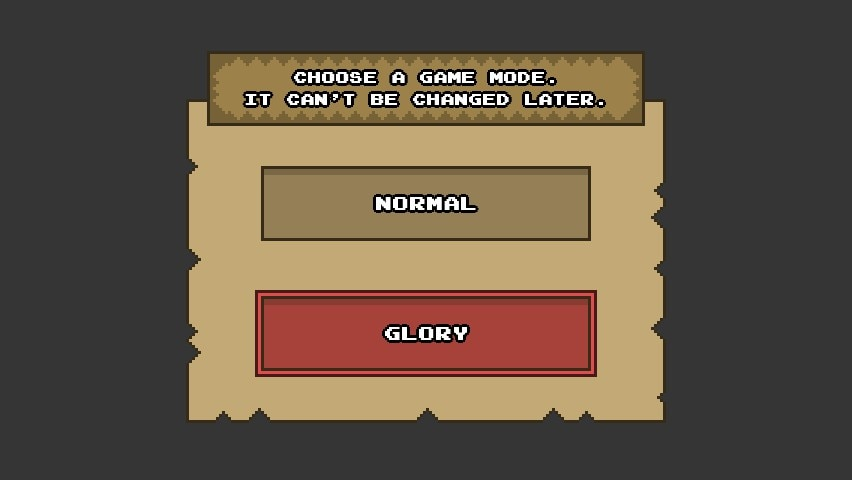 CHOOSE A GAME MODE.
IT CAN'T BE CHANGED LATER.
NORMAL
GLORY